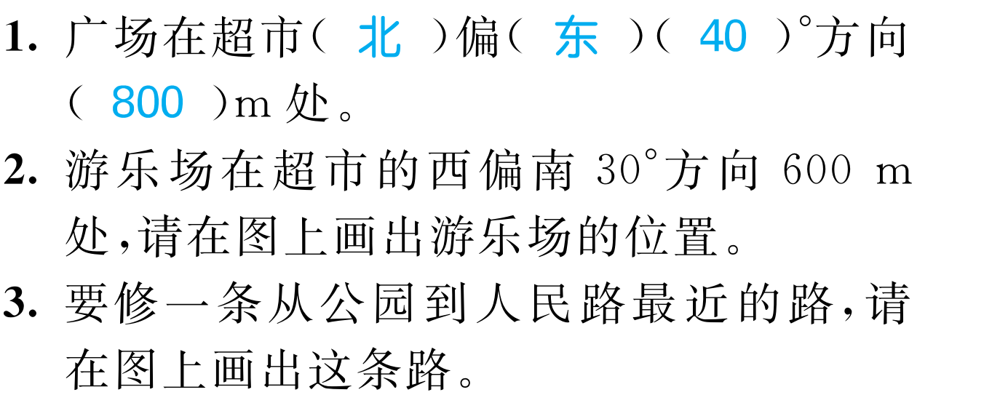 1. 广场在超市( 北 )偏( 东 )( 40 )°方向
( 800 )m 处。
2. 游乐场在超市的西偏南 30°方向 600 m
处,请在图上画出游乐场的位置。
3. 要修一条从公园到人民路最近的路,请
在图上画出这条路。